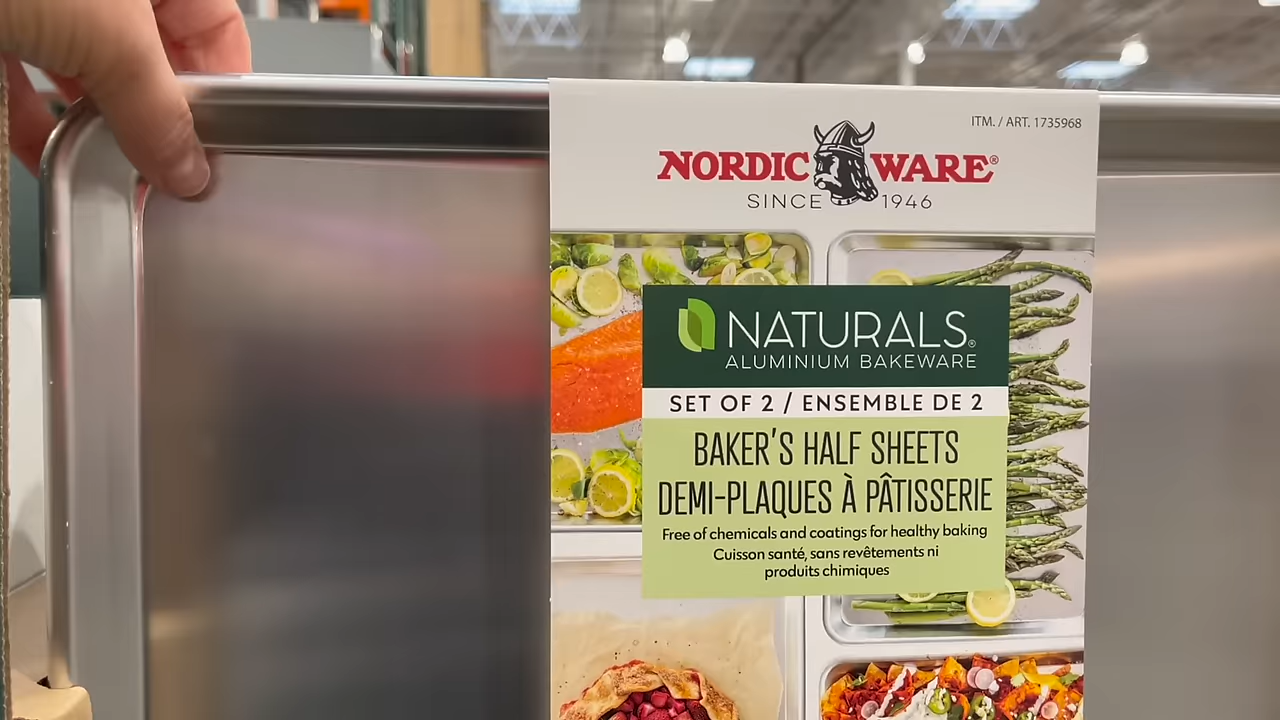 ITM. / ART. 1735968
NORDIC WARE®
SINCE 1946
NATURALS®
ALUMINIUM BAKEWARE
SET OF 2 / ENSEMBLE DE 2
BAKER'S HALF SHEETS
DEMI-PLAQUES À PÂTISSERIE
Free of chemicals and coatings for healthy baking
Cuisson santé, sans revêtements ni
produits chimiques